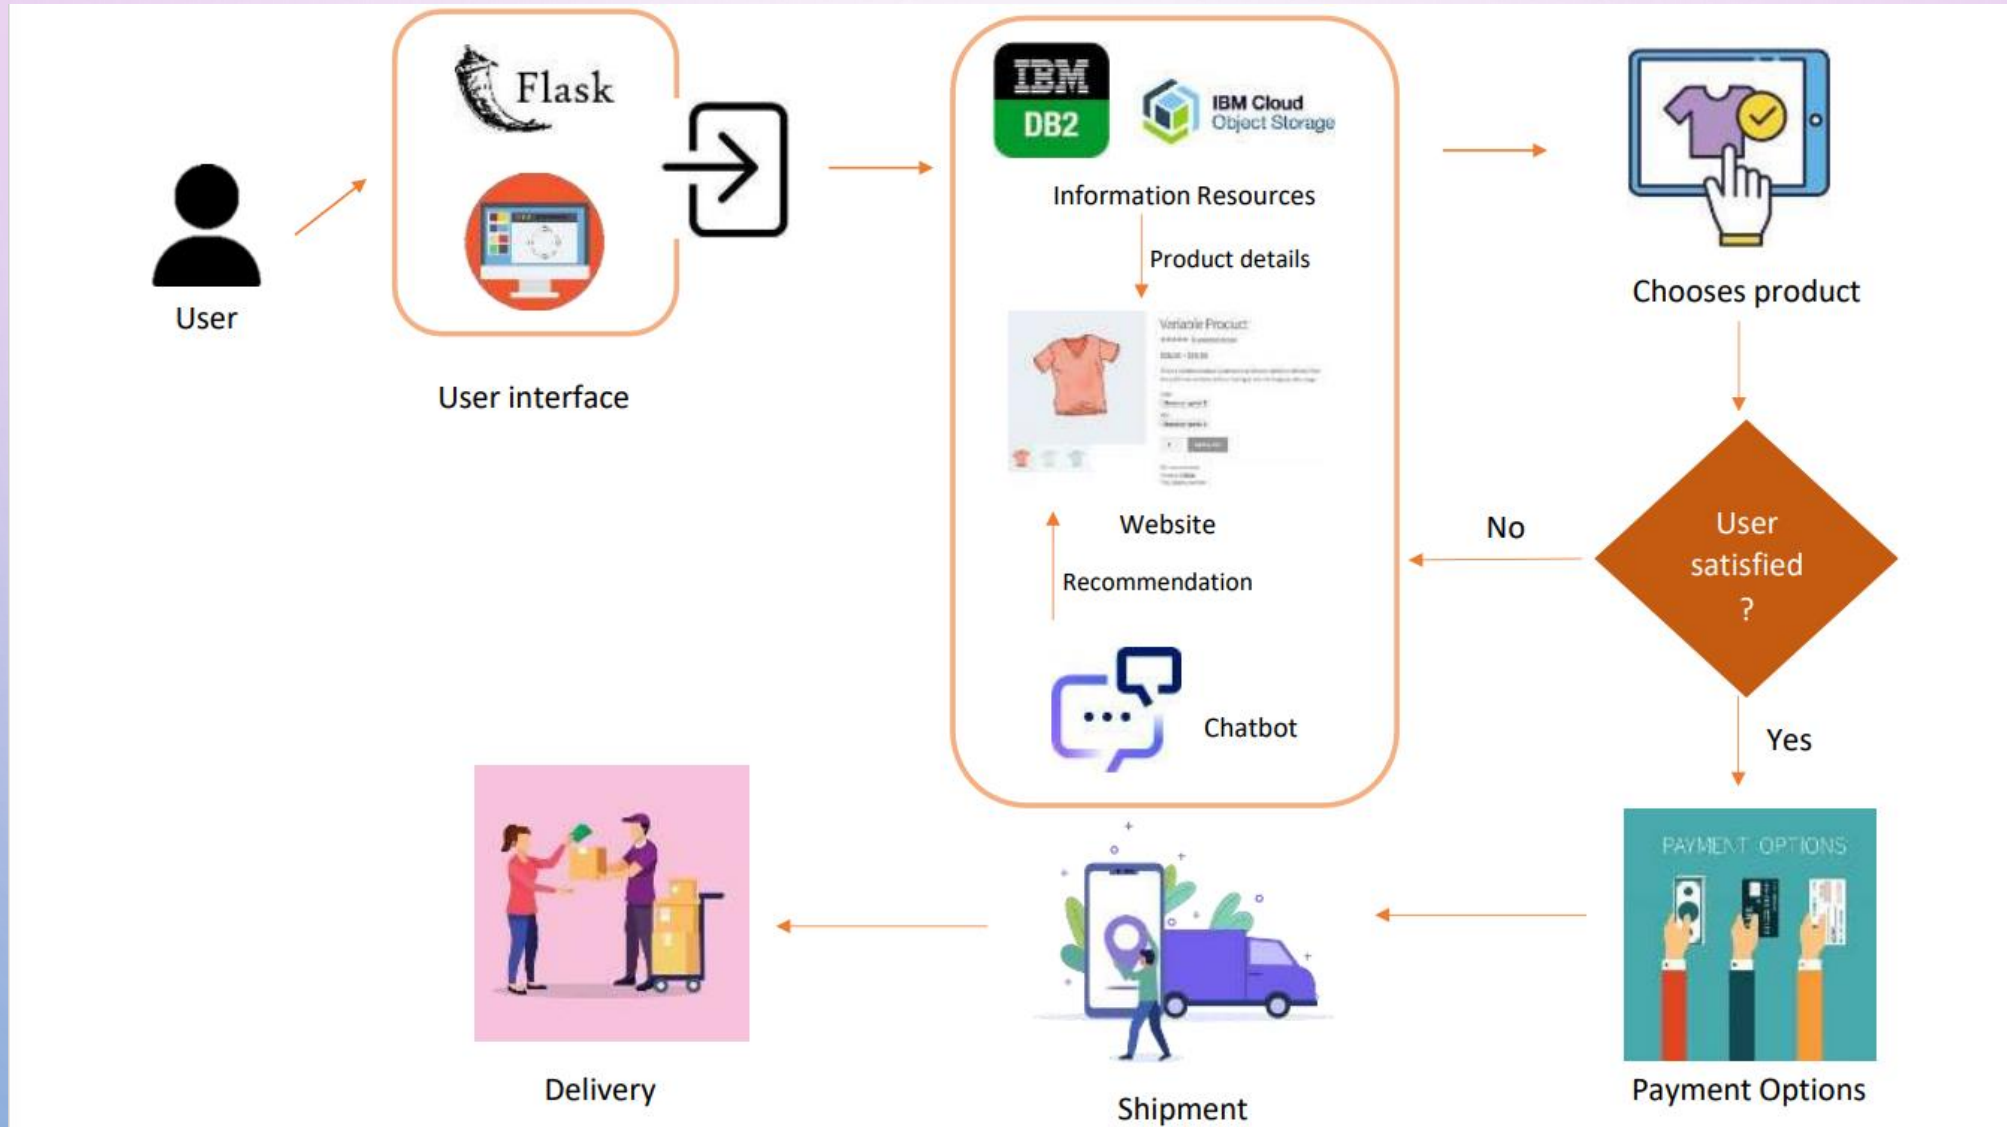 Flask
User
User interface
IBM
DB2
IBM Cloud
Object Storage
Information Resources
Product details
Variable Product
Website
Recommendation
Chatbot
Chooses product
User
satisfied
?
No
Yes
PAYMENT OPTIONS
Payment Options
Shipment
Delivery